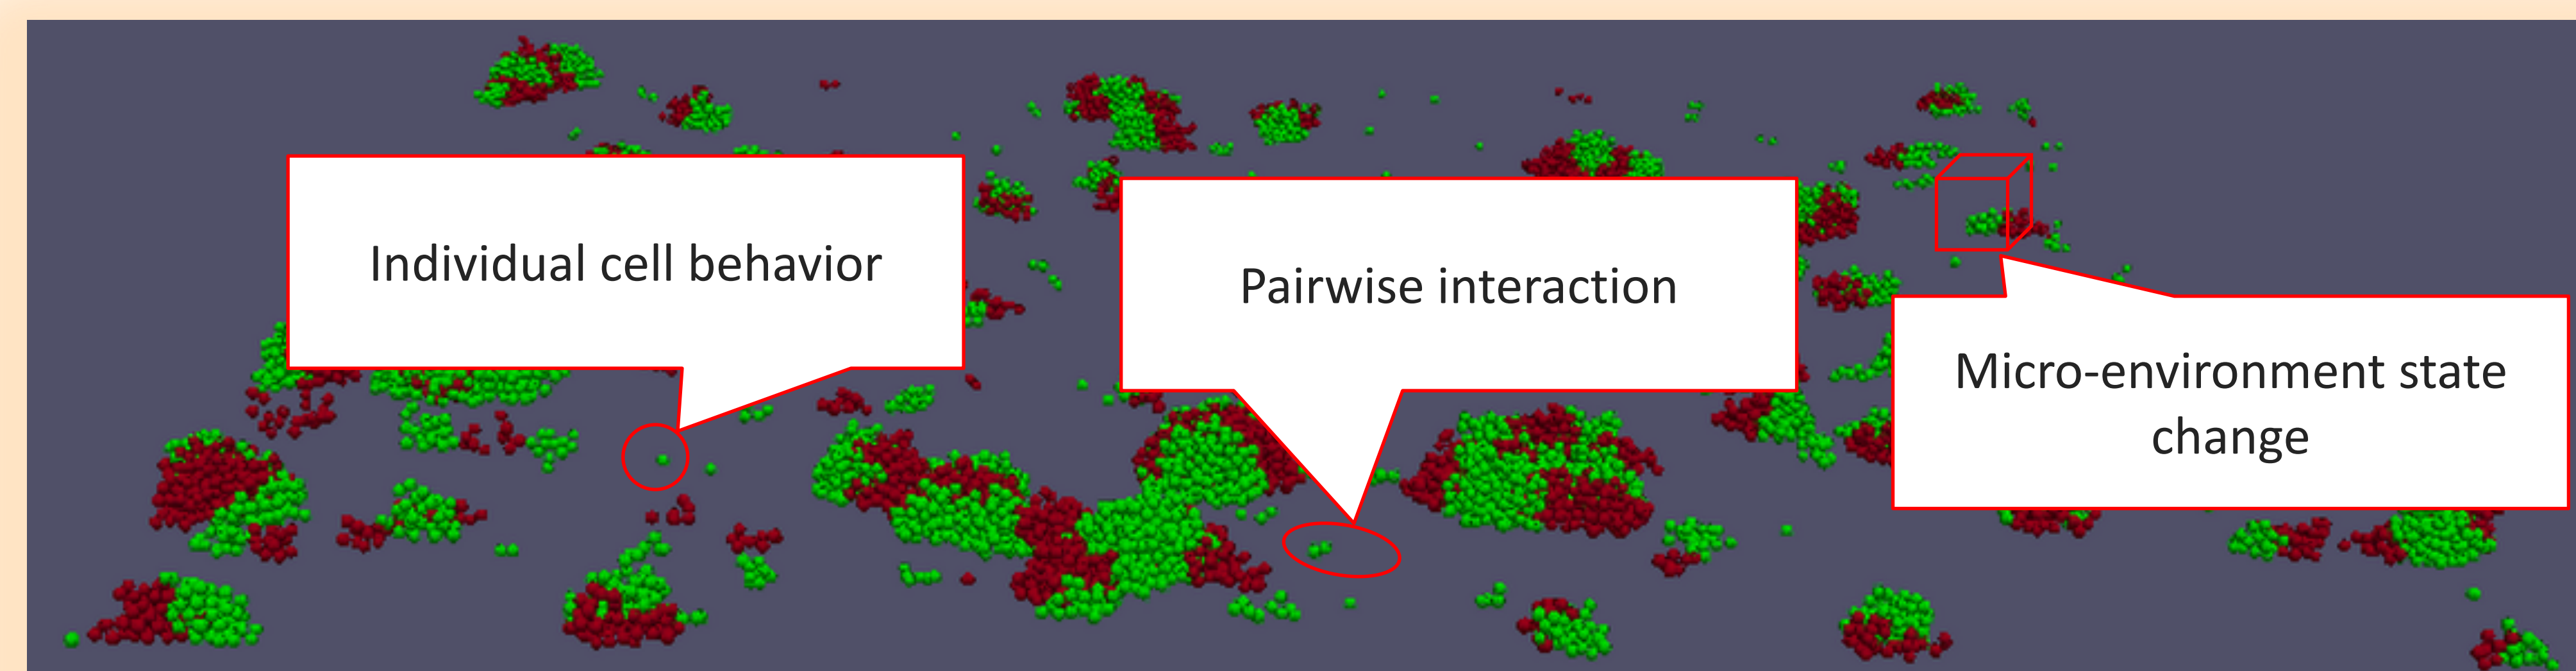 Individual cell behavior
Pairwise interaction
Micro-environment state
change